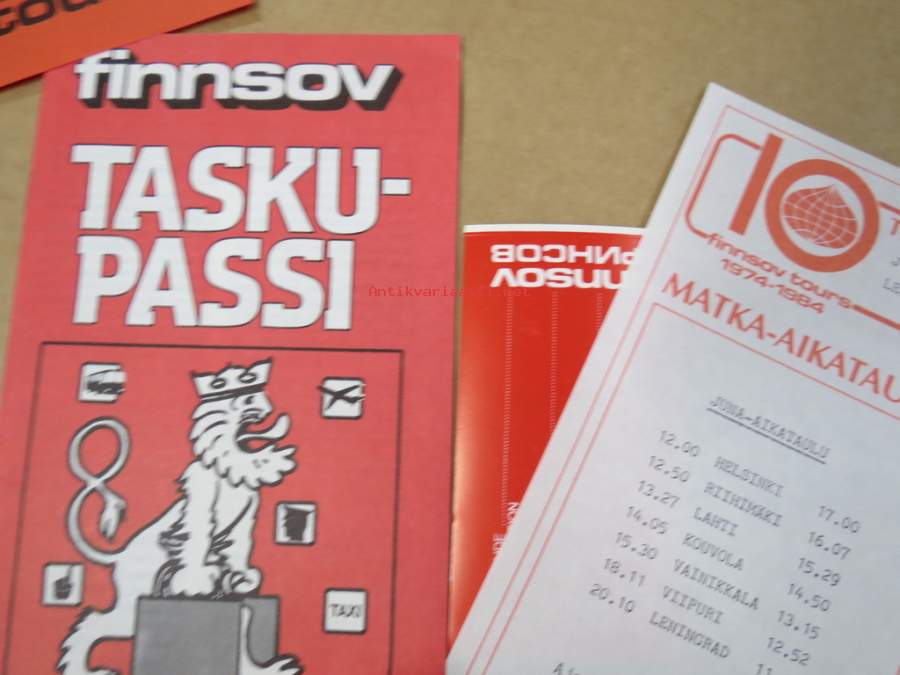 finnsov
TASKU-
PASSI
TAXI
Antikvariaatti.net
finnsov tours
1974-1984
MATKA-AIKATAU
JUNA-AIKATAULU
12.00 HELSINKI 17.00
12.50 RIIHIMÄKI 16.07
13.27 LAHTI 15.29
14.05 KOUVOLA 14.50
15.30 VAINIKKALA 13.15
18.11 VIIPURI 12.52
20.10 LENINGRAD 11